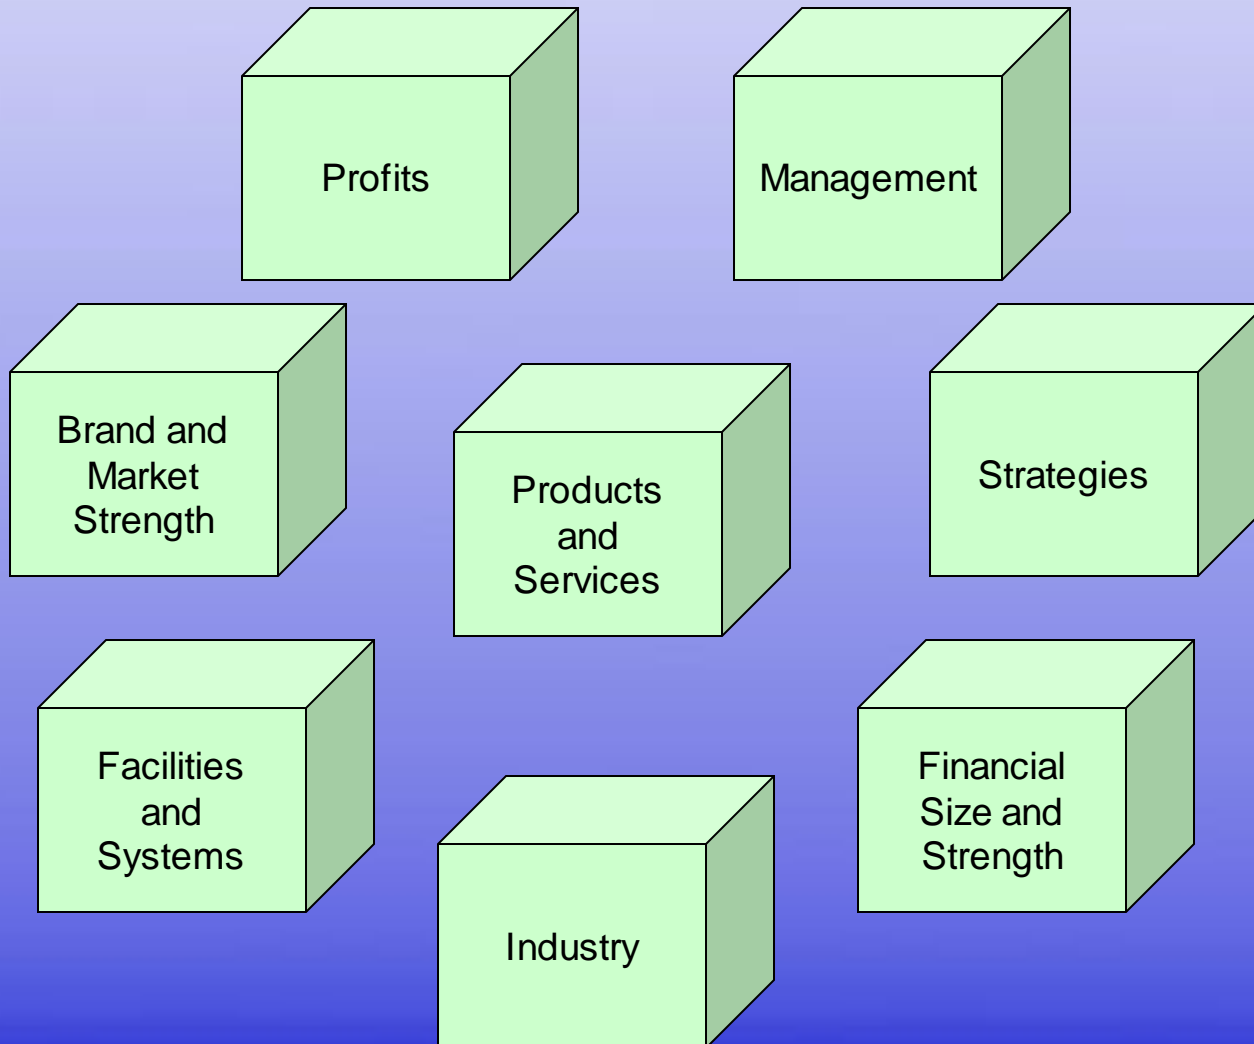 Profits
Management
Brand and
Market
Strength
Products
and
Services
Strategies
Facilities
and
Systems
Financial
Size and
Strength
Industry